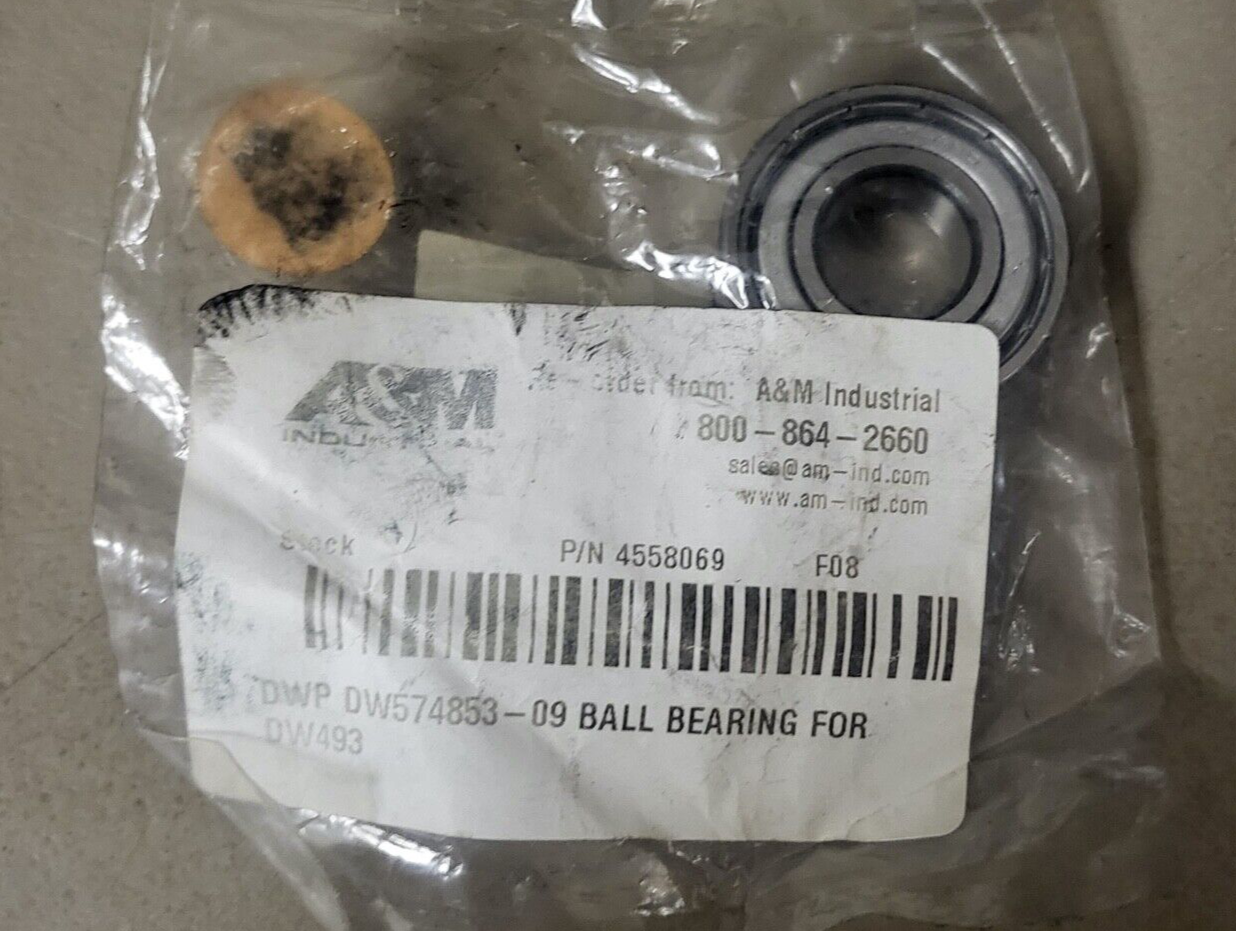 A&M
INDUSTRIAL
Re-order from: A&M Industrial
800-864-2660
sales@am-ind.com
www.am-ind.com
Stock P/N 4558069 F08
DWP DW574853-09 BALL BEARING FOR
DW493